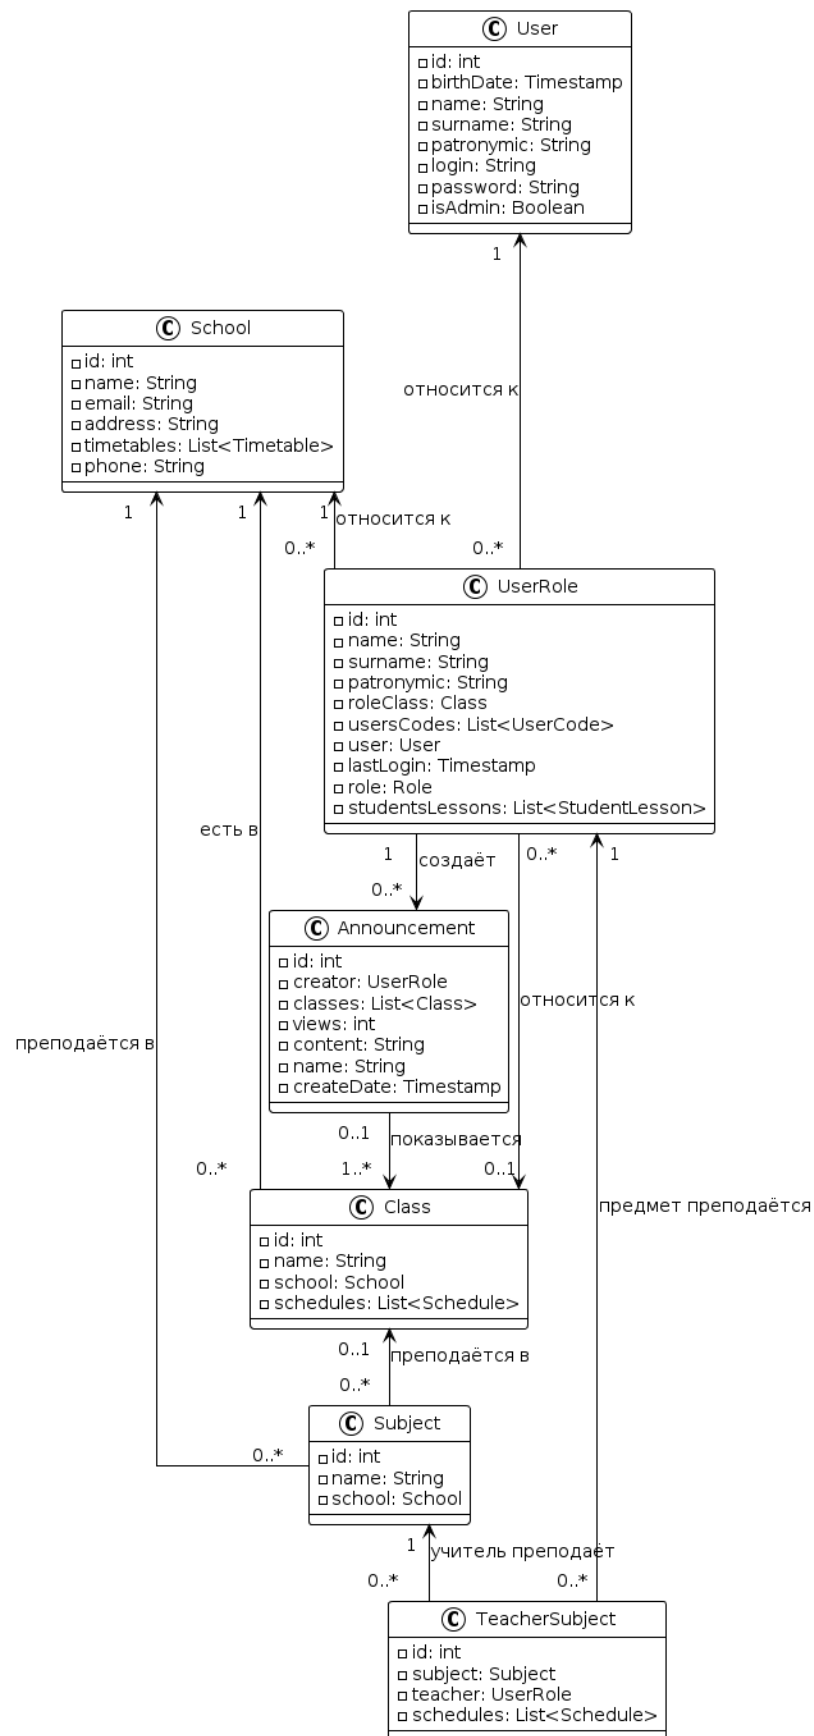 C User
id: int
birthDate: Timestamp
name: String
surname: String
patronymic: String
login: String
password: String
isAdmin: Boolean
1
C School
id: int
name: String
email: String
address: String
timetables: List<Timetable>
phone: String
относится к
1
1
1
относится к
0..*
0..*
C UserRole
id: int
name: String
surname: String
patronymic: String
roleClass: Class
usersCodes: List<UserCode>
user: User
lastLogin: Timestamp
role: Role
studentsLessons: List<StudentLesson>
есть в
1
создаёт
0..*
1
0..*
C Announcement
id: int
creator: UserRole
classes: List<Class>
views: int
content: String
name: String
createDate: Timestamp
относится к
преподаётся в
0..1
показывается
0..*
1..*
0..1
предмет преподаётся
C Class
id: int
name: String
school: School
schedules: List<Schedule>
0..1
преподаётся в
0..*
C Subject
id: int
name: String
school: School
0..*
1
учитель преподаёт
0..*
0..*
C TeacherSubject
id: int
subject: Subject
teacher: UserRole
schedules: List<Schedule>